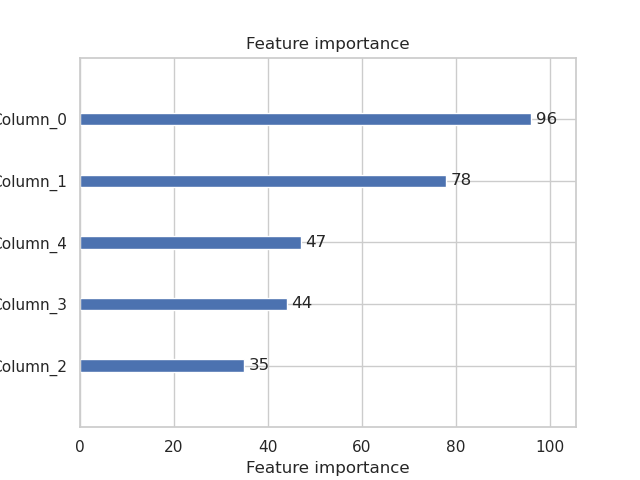 Feature importance
Column_0
96
Column_1
78
Column_4
47
Column_3
44
Column_2
35
0 20 40 60 80 100
Feature importance